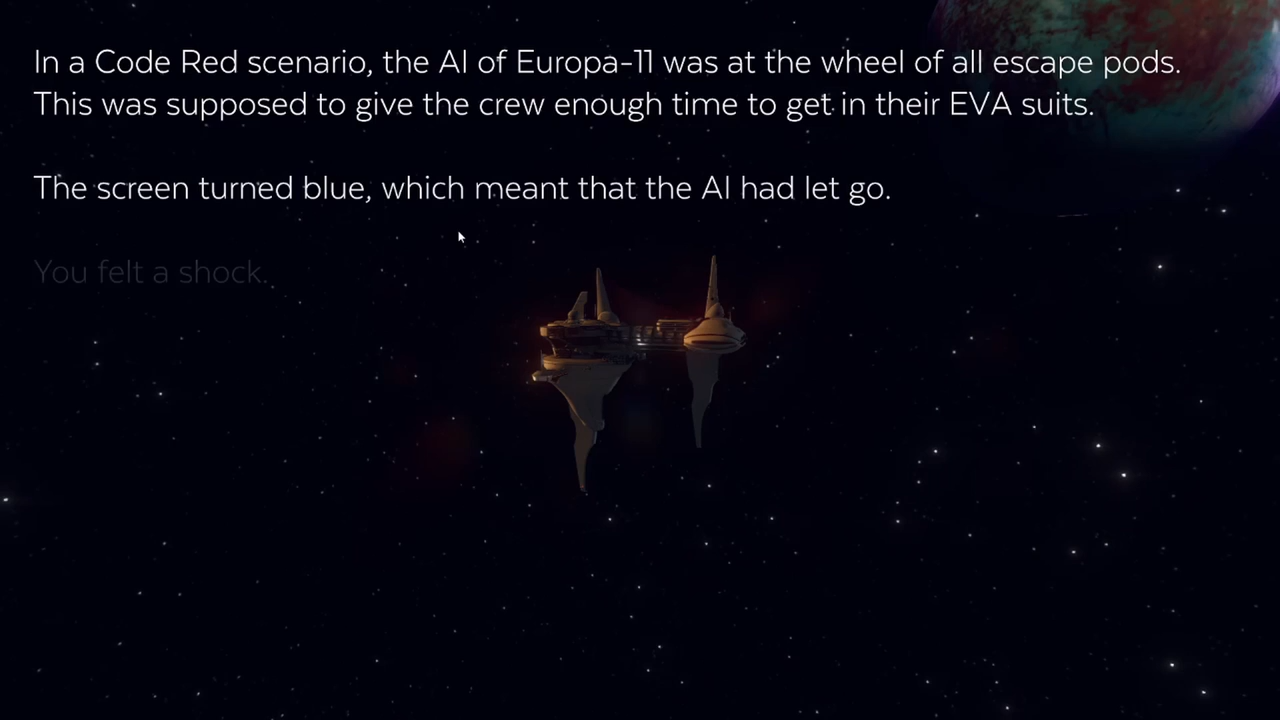 In a Code Red scenario, the AI of Europa-11 was at the wheel of all escape pods.
This was supposed to give the crew enough time to get in their EVA suits.
The screen turned blue, which meant that the AI had let go.
You felt a shock.